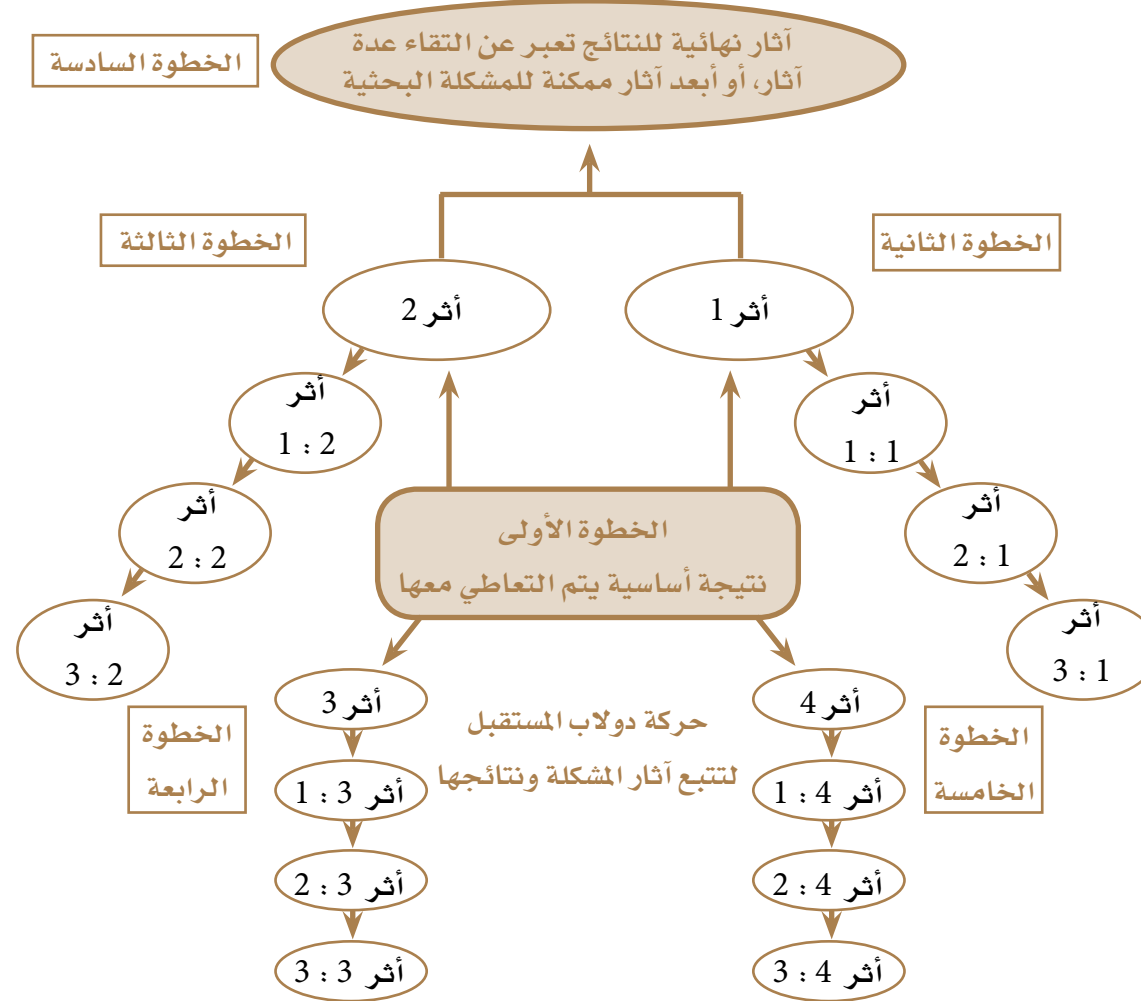 آثار نهائية للنتائج تعبر عن التقاء عدة
آثار، أو أبعد آثار ممكنة للمشكلة البحثية
الخطوة السادسة
الخطوة الثانية
الخطوة الثالثة
أثر 1
أثر 2
أثر
1 : 1
أثر
1 : 2
أثر
2 : 1
أثر
2 : 2
أثر
3 : 1
أثر
3 : 2
الخطوة الأولى
نتيجة أساسية يتم التعاطي معها
أثر 4
أثر 3
حركة دولاب المستقبل
لتتبع آثار المشكلة ونتائجها
الخطوة
الخامسة
الخطوة
الرابعة
أثر 4 : 1
أثر 3 : 1
أثر 4 : 2
أثر 3 : 2
أثر 4 : 3
أثر 3 : 3